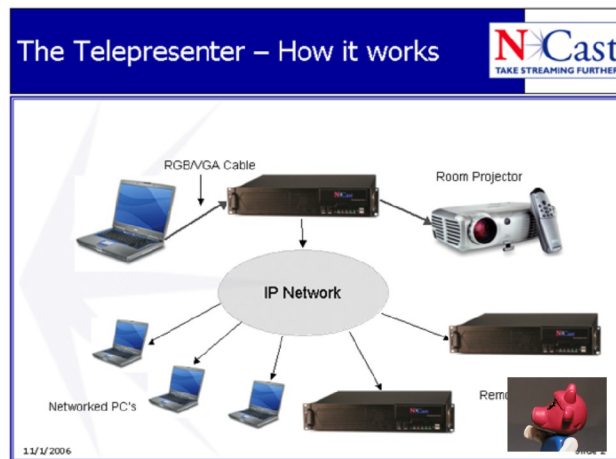 The Telepresenter – How it works
N Cast
TAKE STREAMING FURTHER
RGB/VGA Cable
Room Projector
IP Network
Networked PC's
11/1/2006